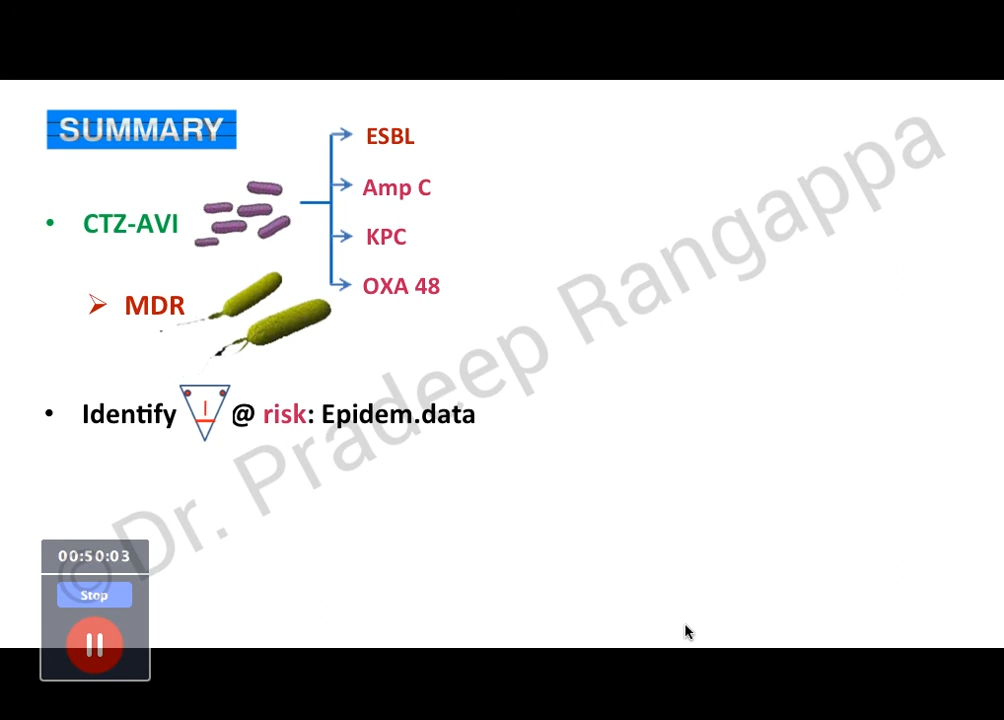 SUMMARY
ESBL
Amp C
• CTZ-AVI
KPC
OXA 48
➢ MDR
• Identify @ risk: Epidem.data
© Dr. Pradeep Rangappa
00:50:03
Stop